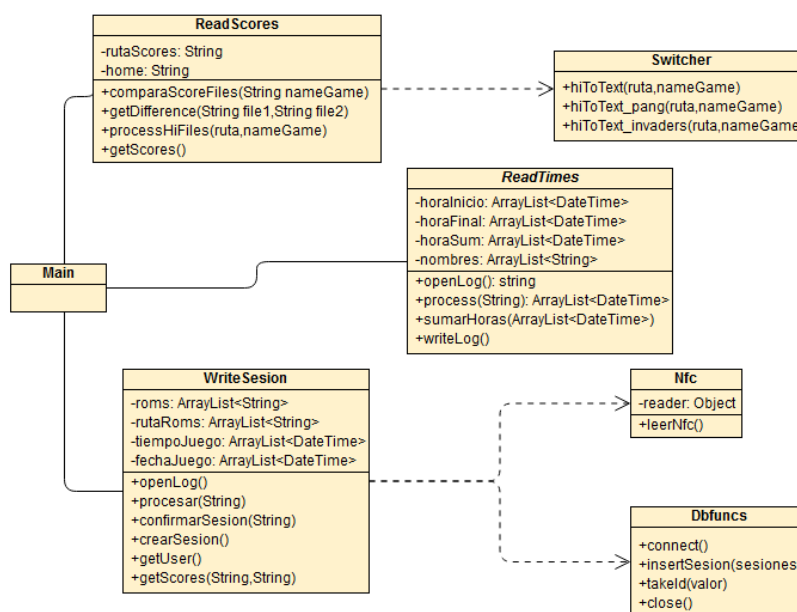 ReadScores
-rutaScores: String
-home: String
+comparaScoreFiles(String nameGame)
+getDifference(String file1,String file2)
+processHiFiles(ruta,nameGame)
+getScores()
Switcher
+hiToText(ruta,nameGame)
+hiToText_pang(ruta,nameGame)
+hiToText_invaders(ruta,nameGame
ReadTimes
-horaInicio: ArrayList<DateTime>
-horaFinal: ArrayList<DateTime>
-horaSum: ArrayList<DateTime>
-nombres: ArrayList<String>
+openLog(): string
+process(String): ArrayList<DateTime>
+sumarHoras(ArrayList<DateTime>)
+writeLog()
Main
WriteSesion
-roms: ArrayList<String>
-rutaRoms: ArrayList<String>
-tiempoJuego: ArrayList<DateTime>
-fechaJuego: ArrayList<DateTime>
+openLog()
+procesar(String)
+confirmarSesion(String)
+crearSesion()
+getUser()
+getScores(String,String)
Nfc
-reader: Object
+leerNfc()
Dbfuncs
+connect()
+insertSesion(sesiones
+takeId(valor)
+close()